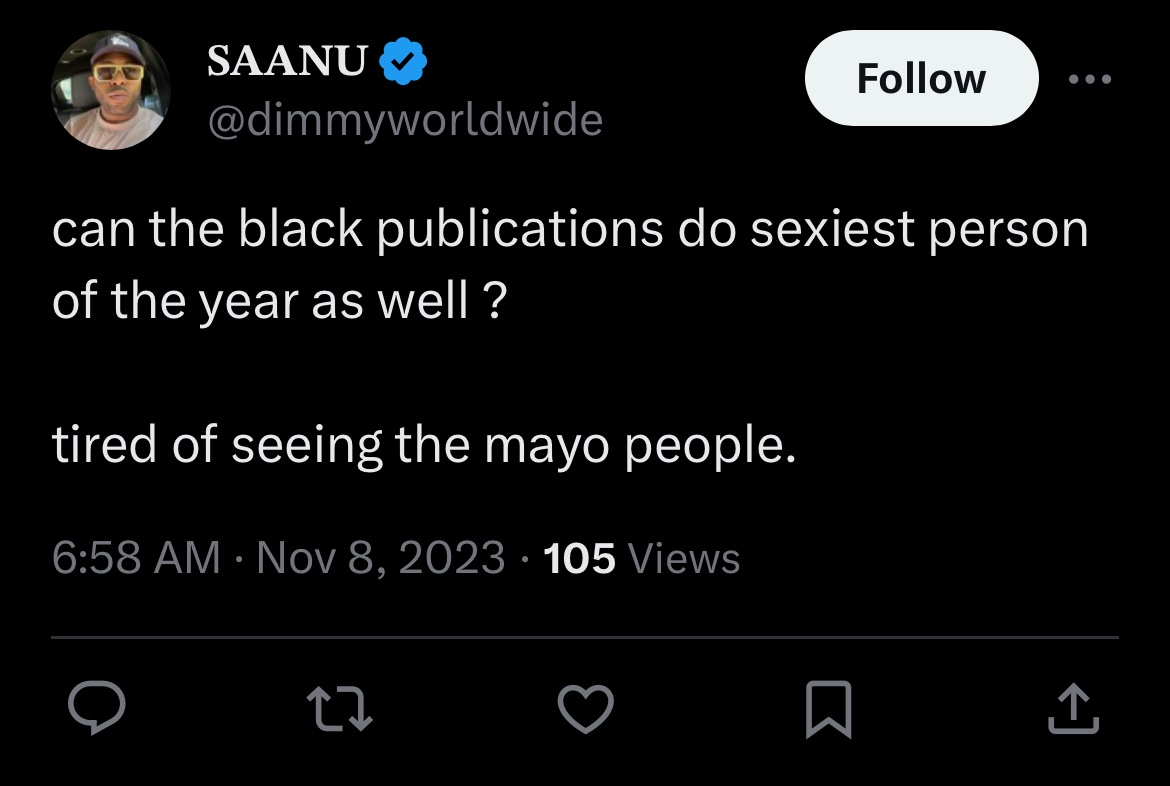 SAANU
Follow
@dimmyworldwide
can the black publications do sexiest person
of the year as well ?
tired of seeing the mayo people.
6:58 AM · Nov 8, 2023 · 105 Views